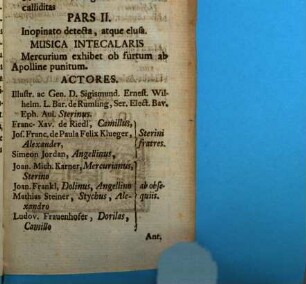 calliditas
PARS II.
Inopinato detecta, atque elusa.
MUSICA INTECALARIS
Mercurium exhibet ob furtum ab
Apolline punitum.
ACTORES.
Illustr. ac Gen. D. Sigismund. Ernest. Wil-
helm. L. Bar. de Rumling, Ser. Elect. Bav.
Eph. Aul. Sterinus.
Franc. Xav. de Riedl, Camillus,
Jos. Franc. de Paula Felix Klueger, Sterini
Alexander. fratres.
Simeon Jordan, Angellinus,
Joan. Mich. Karner, Mercurianus,
Sterino
Joan. Frankl, Dolinus, Angellino ab obse-
Mathias Steiner, Stychus, Ale- quiis.
xandro
Ludov. Frauenhofer, Dorilas,
Camillo
Ant.